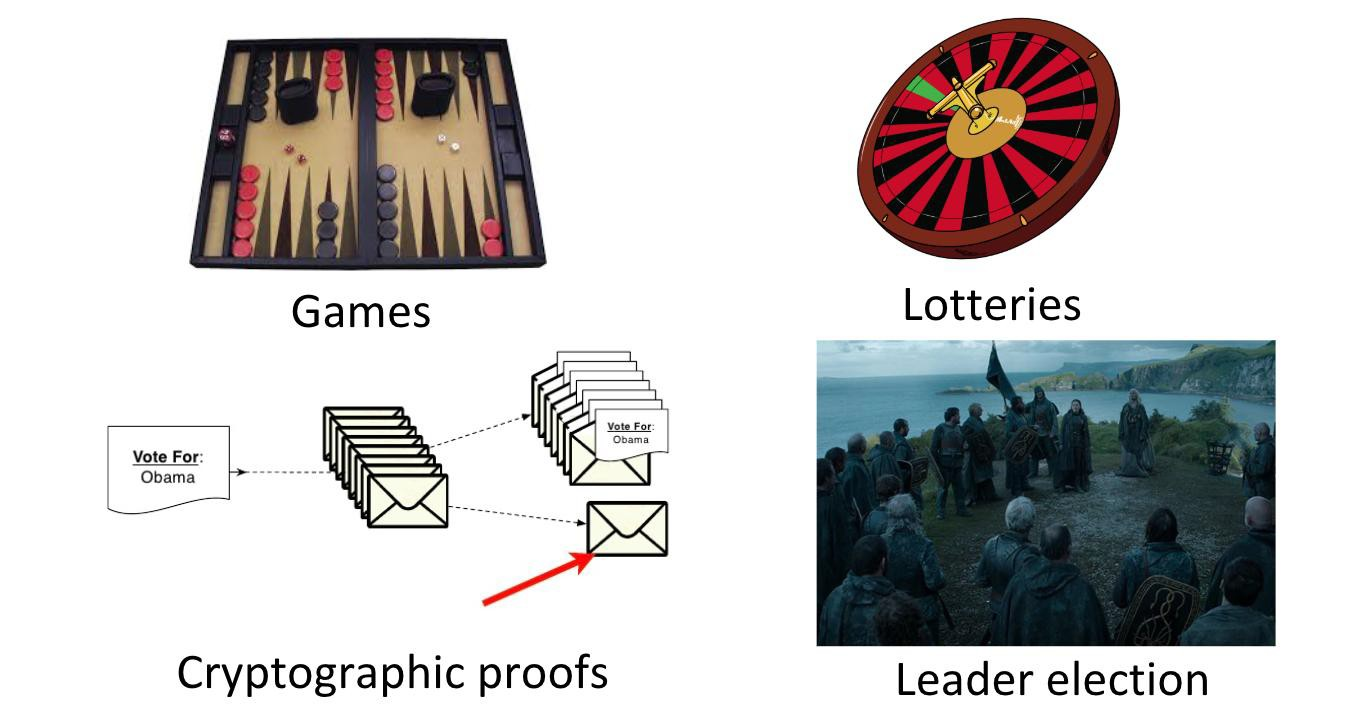 Games
Lotteries
Vote For:
Obama
Vote For:
Obama
Cryptographic proofs
Leader election